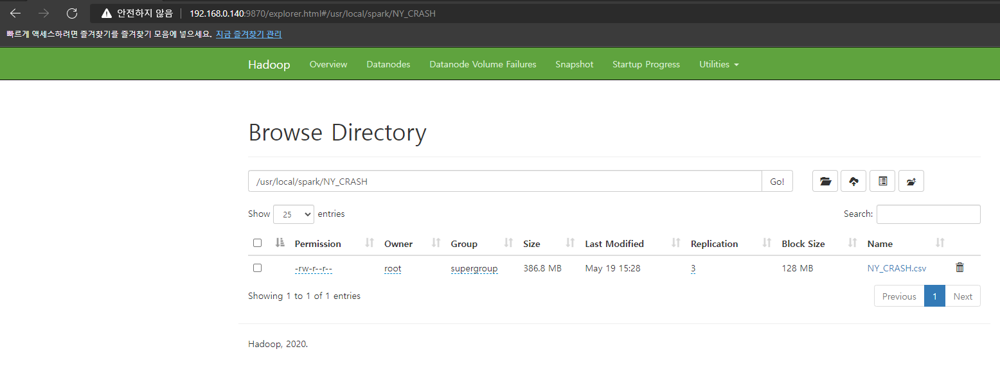 안전하지 않음 192.168.0.140:9870/explorer.html#/usr/local/spark/NY_CRASH
빠르게 액세스하려면 즐겨찾기를 즐겨찾기 모음에 넣으세요. 지금 즐겨찾기 관리
Hadoop Overview Datanodes Datanode Volume Failures Snapshot Startup Progress Utilities
Browse Directory
/usr/local/spark/NY_CRASH Go!
Show 25 entries Search:
Permission Owner Group Size Last Modified Replication Block Size Name
-rw-r--r-- root supergroup 386.8 MB May 19 15:28 3 128 MB NY_CRASH.csv
Showing 1 to 1 of 1 entries Previous 1 Next
Hadoop, 2020.